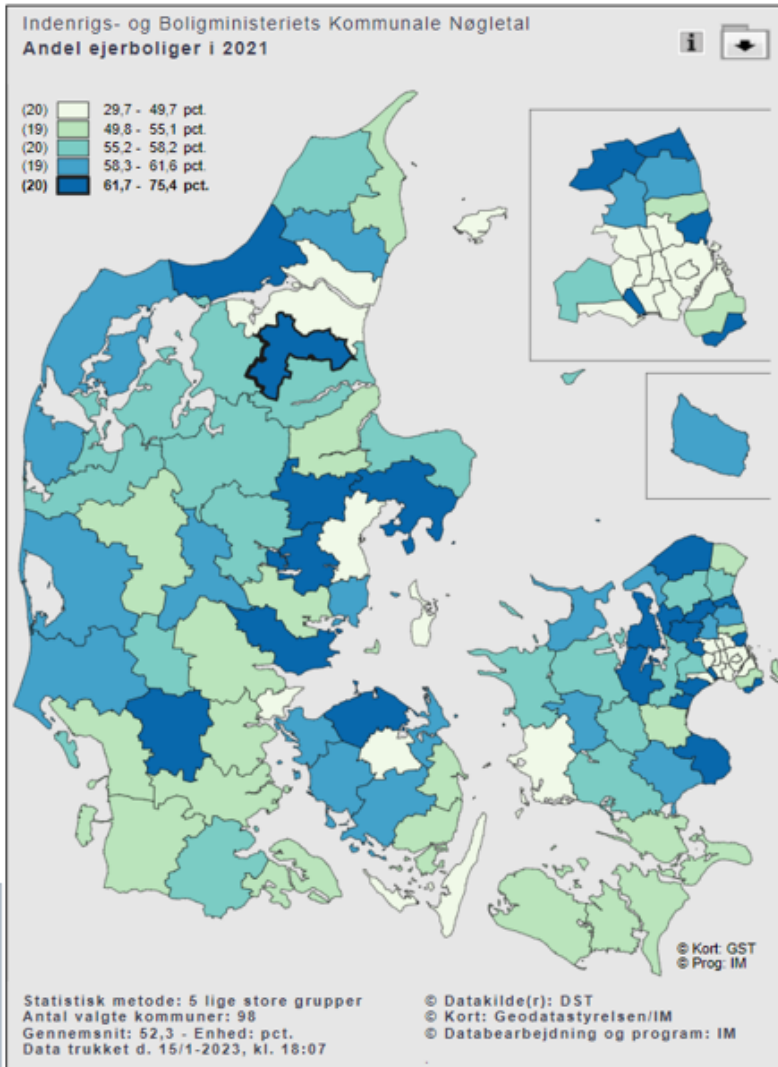 Indenrigs- og Boligministeriets Kommunale Nøgletal
Andel ejerboliger i 2021
i
(20) 29,7 - 49,7 pct.
(19) 49,8 - 55,1 pct.
(20) 55,2 - 58,2 pct.
(19) 58,3 - 61,6 pct.
(20) 61,7 - 75,4 pct.
© Kort: GST
© Prog: IM
Statistisk metode: 5 lige store grupper
Antal valgte kommuner: 98
Gennemsnit: 52,3 - Enhed: pct.
Data trukket d. 15/1-2023, kl. 18:07
© Datakilde(r): DST
© Kort: Geodatastyrelsen/IM
© Databearbejdning og program: IM